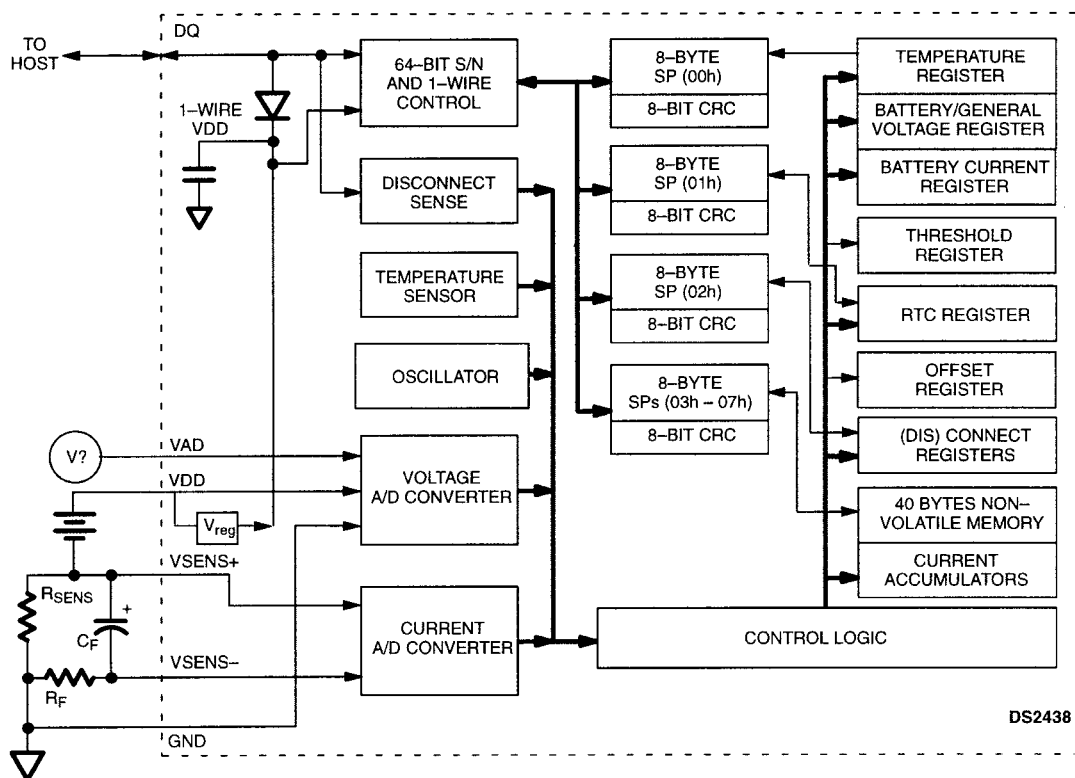 DQ
TO
HOST
1–WIRE
VDD
64–BIT S/N
AND 1–WIRE
CONTROL
DISCONNECT
SENSE
TEMPERATURE
SENSOR
OSCILLATOR
V?
VAD
VDD
Vreg
VOLTAGE
A/D CONVERTER
VSENS+
RSENS
+
CF
CURRENT
A/D CONVERTER
VSENS–
RF
GND
8–BYTE
SP (00h)
8–BIT CRC
8–BYTE
SP (01h)
8–BIT CRC
8–BYTE
SP (02h)
8–BIT CRC
8–BYTE
SPs (03h – 07h)
8–BIT CRC
TEMPERATURE
REGISTER
BATTERY/GENERAL
VOLTAGE REGISTER
BATTERY CURRENT
REGISTER
THRESHOLD
REGISTER
RTC REGISTER
OFFSET
REGISTER
(DIS) CONNECT
REGISTERS
40 BYTES NON–
VOLATILE MEMORY
CURRENT
ACCUMULATORS
CONTROL LOGIC
DS2438